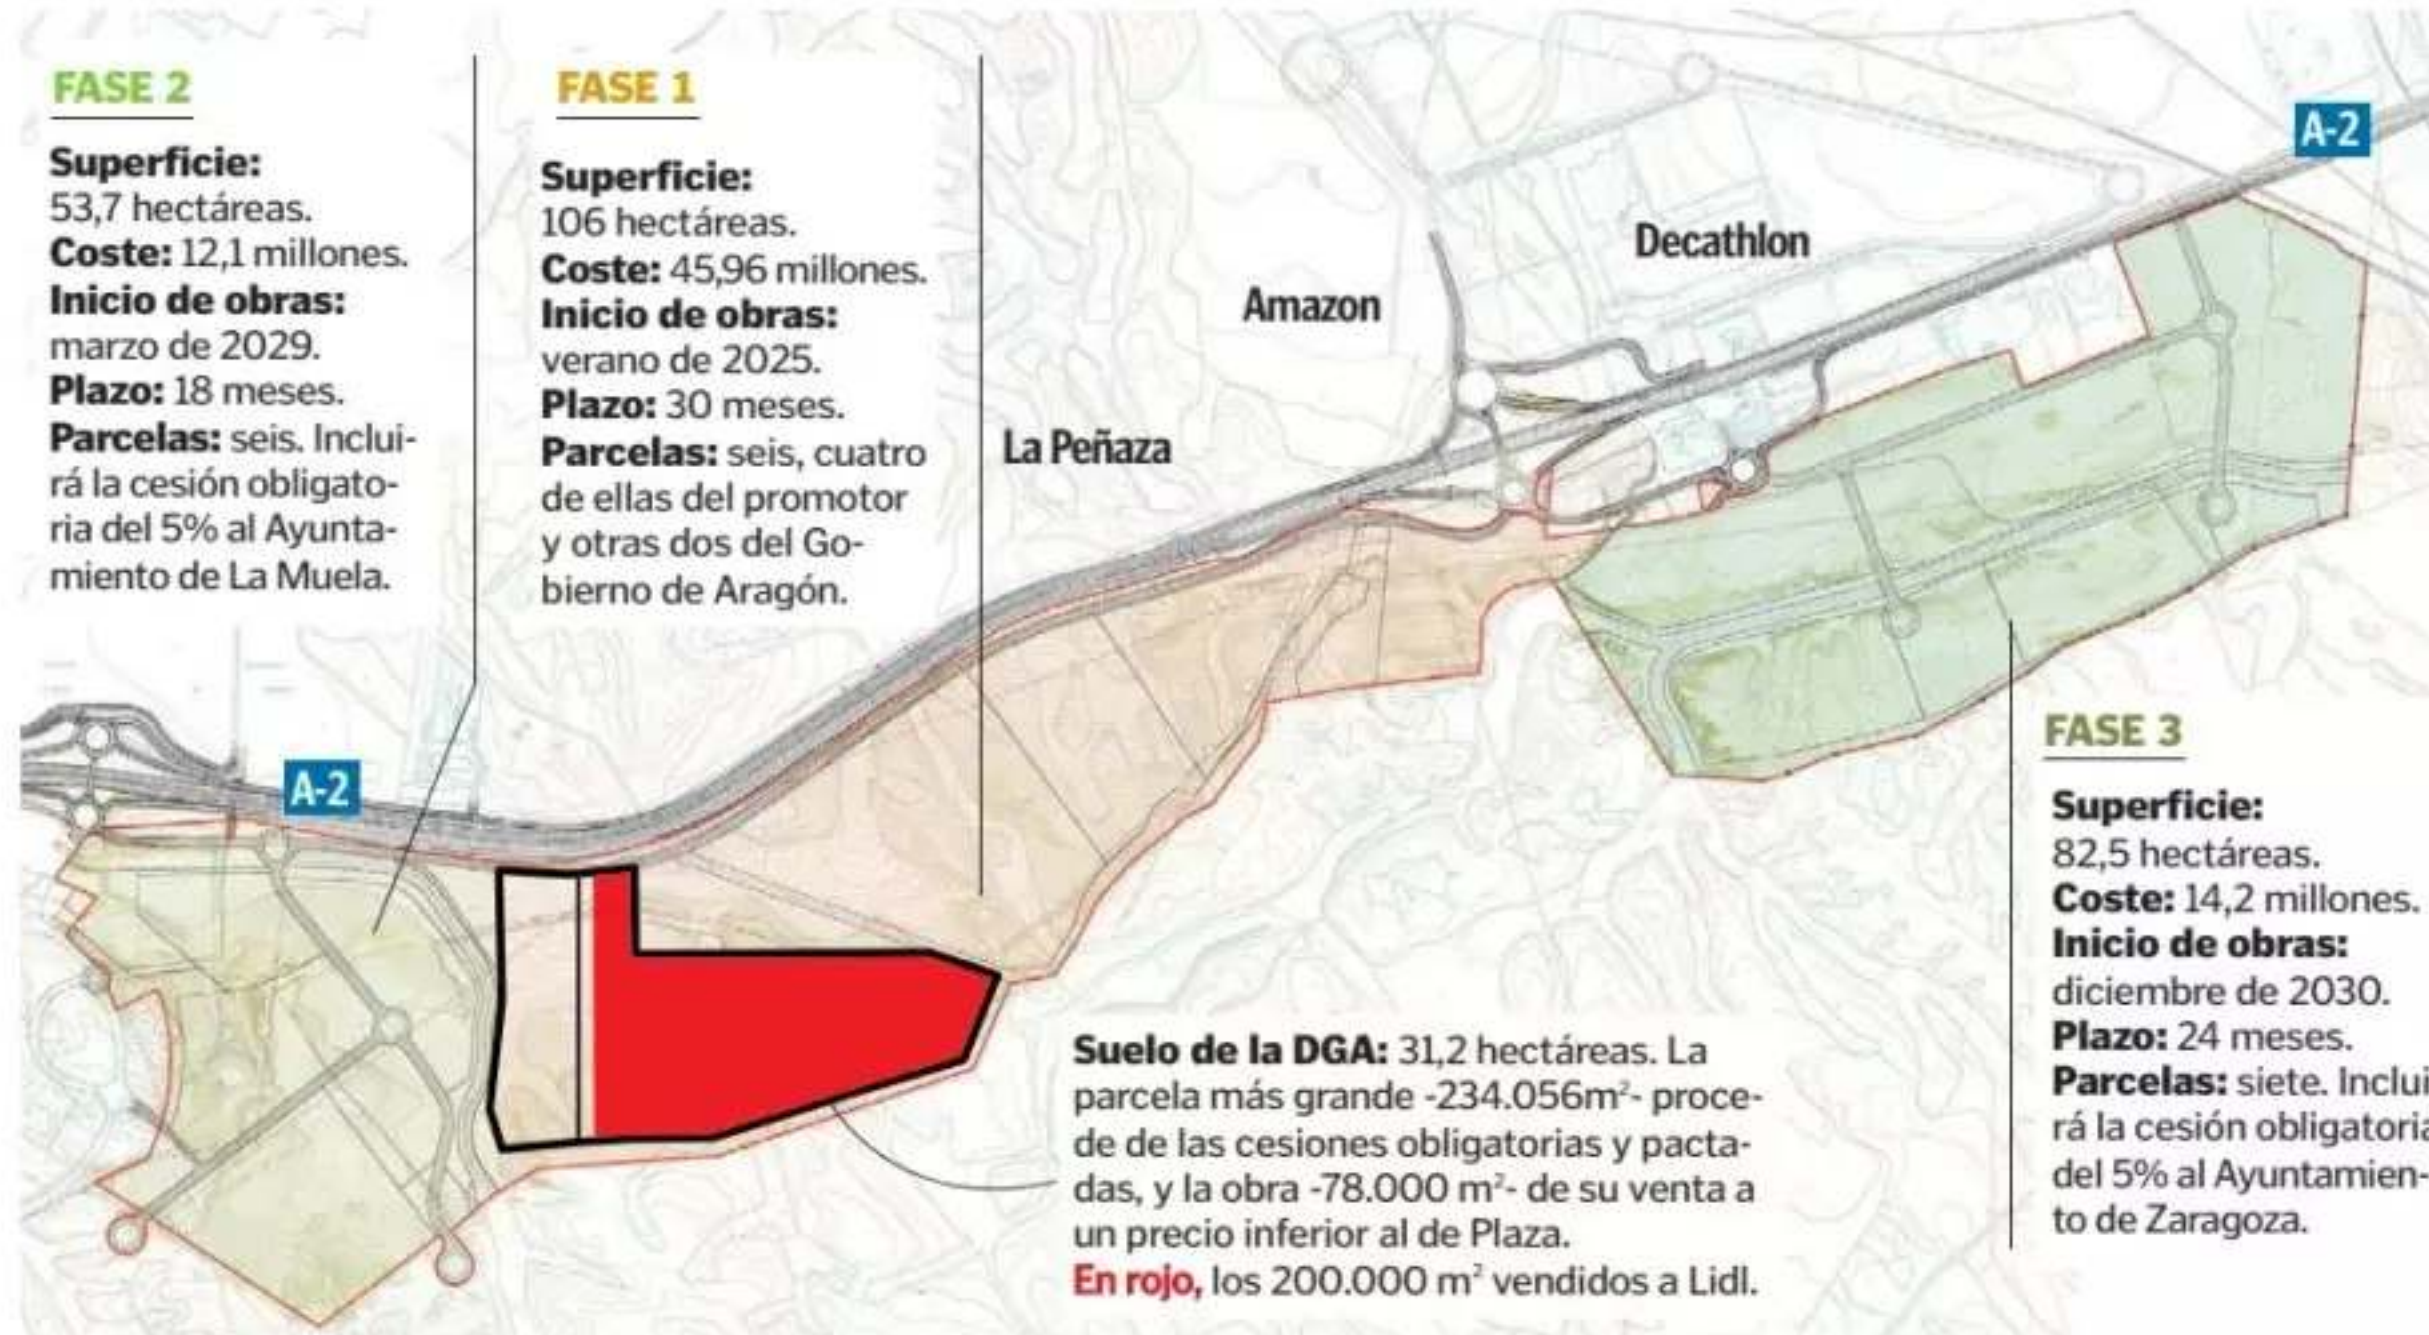 FASE 2
Superficie:
53,7 hectáreas.
Coste: 12,1 millones.
Inicio de obras:
marzo de 2029.
Plazo: 18 meses.
Parcelas: seis. Inclui-
rá la cesión obligato-
ria del 5% al Ayunta-
miento de La Muela.
FASE 1
Superficie:
106 hectáreas.
Coste: 45,96 millones.
Inicio de obras:
verano de 2025.
Plazo: 30 meses.
Parcelas: seis, cuatro
de ellas del promotor
y otras dos del Go-
bierno de Aragón.
La Peñaza
Amazon
Decathlon
A-2
A-2
FASE 3
Superficie:
82,5 hectáreas.
Coste: 14,2 millones.
Inicio de obras:
diciembre de 2030.
Plazo: 24 meses.
Parcelas: siete. Inclui
rá la cesión obligatoria
del 5% al Ayuntamien-
to de Zaragoza.
Suelo de la DGA: 31,2 hectáreas. La
parcela más grande -234.056m²- proce-
de de las cesiones obligatorias y pacta-
das, y la obra -78.000 m²- de su venta a
un precio inferior al de Plaza.
En rojo, los 200.000 m² vendidos a Lidl.